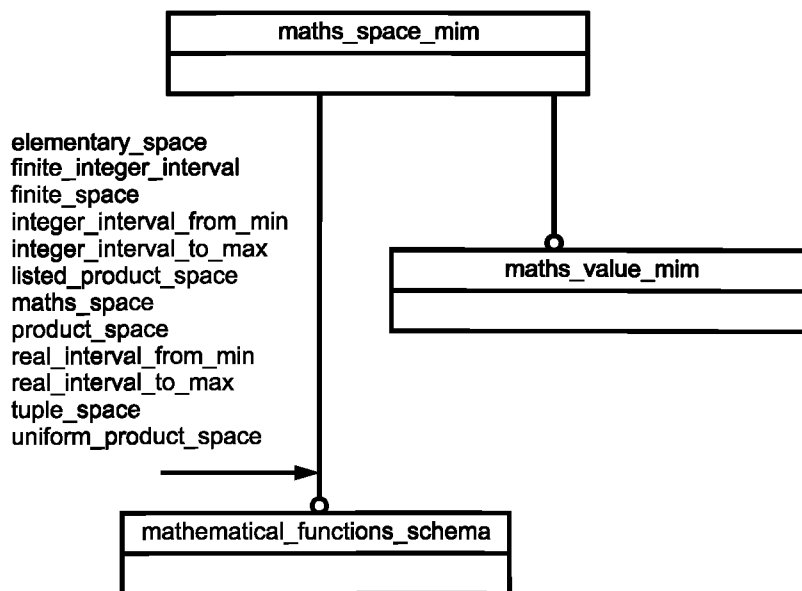 maths_space_mim
elementary_space
finite_integer_interval
finite_space
integer_interval_from_min
integer_interval_to_max
listed_product_space
maths_space
product_space
real_interval_from_min
real_interval_to_max
tuple_space
uniform_product_space
maths_value_mim
mathematical_functions_schema